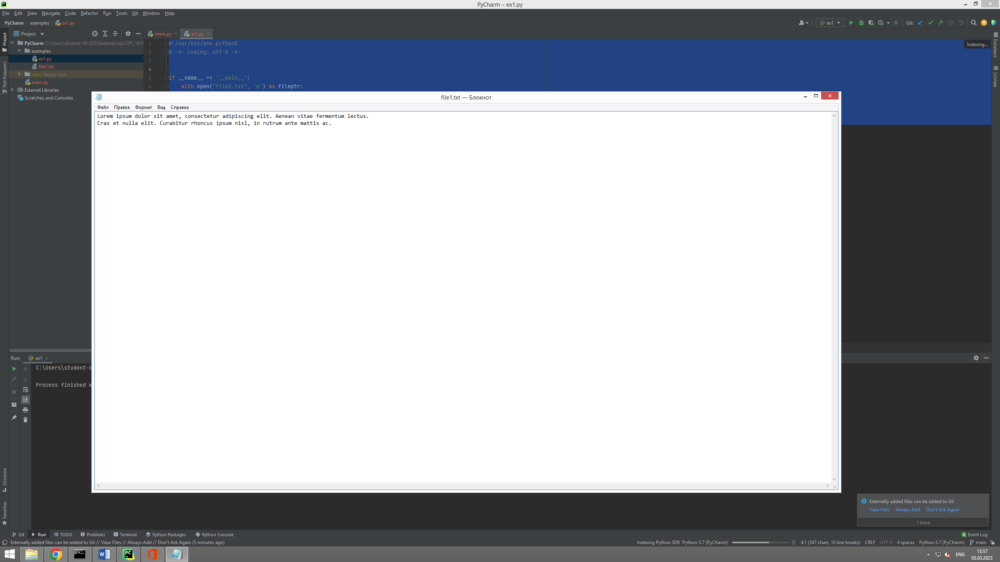 PyCharm – ex1.py
File Edit View Navigate Code Refactor Run Tools Git Window Help
PyCharm examples ex1.py
ex1
Git:
Project
main.py
ex1.py
PyCharm C:\Users\student-09-525\Desktop\opi\OPI_18\P
examples
ex1.py
file1.txt
venv library root
main.py
External Libraries
Scratches and Consoles
1 #!/usr/bin/env python3
2 # -*- coding: utf-8 -*-
3
4
5 if __name__ == '__main__':
6 with open("file1.txt", 'w') as fileptr:
Indexing...
Project
Pull Requests
Structure
Favorites
Database
SciView
file1.txt — Блокнот
Файл Правка Формат Вид Справка
Lorem ipsum dolor sit amet, consectetur adipiscing elit. Aenean vitae fermentum lectus.
Cras et nulla elit. Curabitur rhoncus ipsum nisl, in rutrum ante mattis ac.
Run: ex1
C:\Users\student-0
Process finished w
Externally added files can be added to Git
View Files Always Add Don't Ask Again
1 more
Git Run TODO Problems Terminal Python Packages Python Console
4 Event Log
Externally added files can be added to Git // View Files // Always Add // Don't Ask Again (5 minutes ago)
Indexing Python SDK 'Python 3.7 (PyCharm)' 4:1 (347 chars, 10 line breaks) CRLF UTF-8 4 spaces Python 3.7 (PyCharm) main
ENG
13:57
03.03.2023